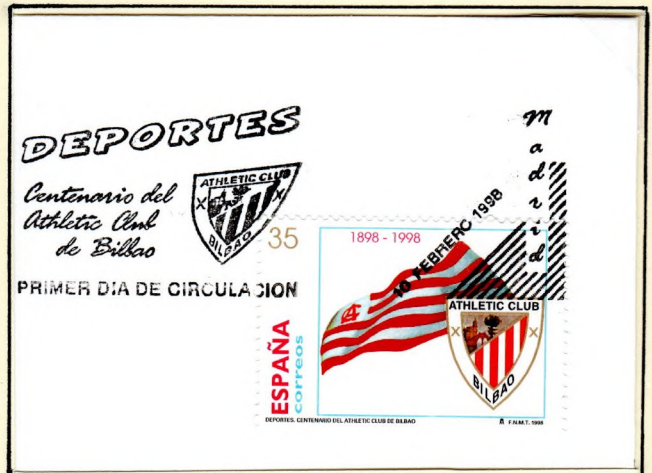 DEPORTES
Centenario del
Athletic Club
de Bilbao
ATHLETIC CLUB
BILBAO
PRIMER DIA DE CIRCULACION
Madrid
10 FEBRERO 1998
35
1898 - 1998
AC
ATHLETIC CLUB
BILBAO
ESPAÑA
correos
DEPORTES. CENTENARIO DEL ATHLETIC CLUB DE BILBAO
F.N.M.T. 1998